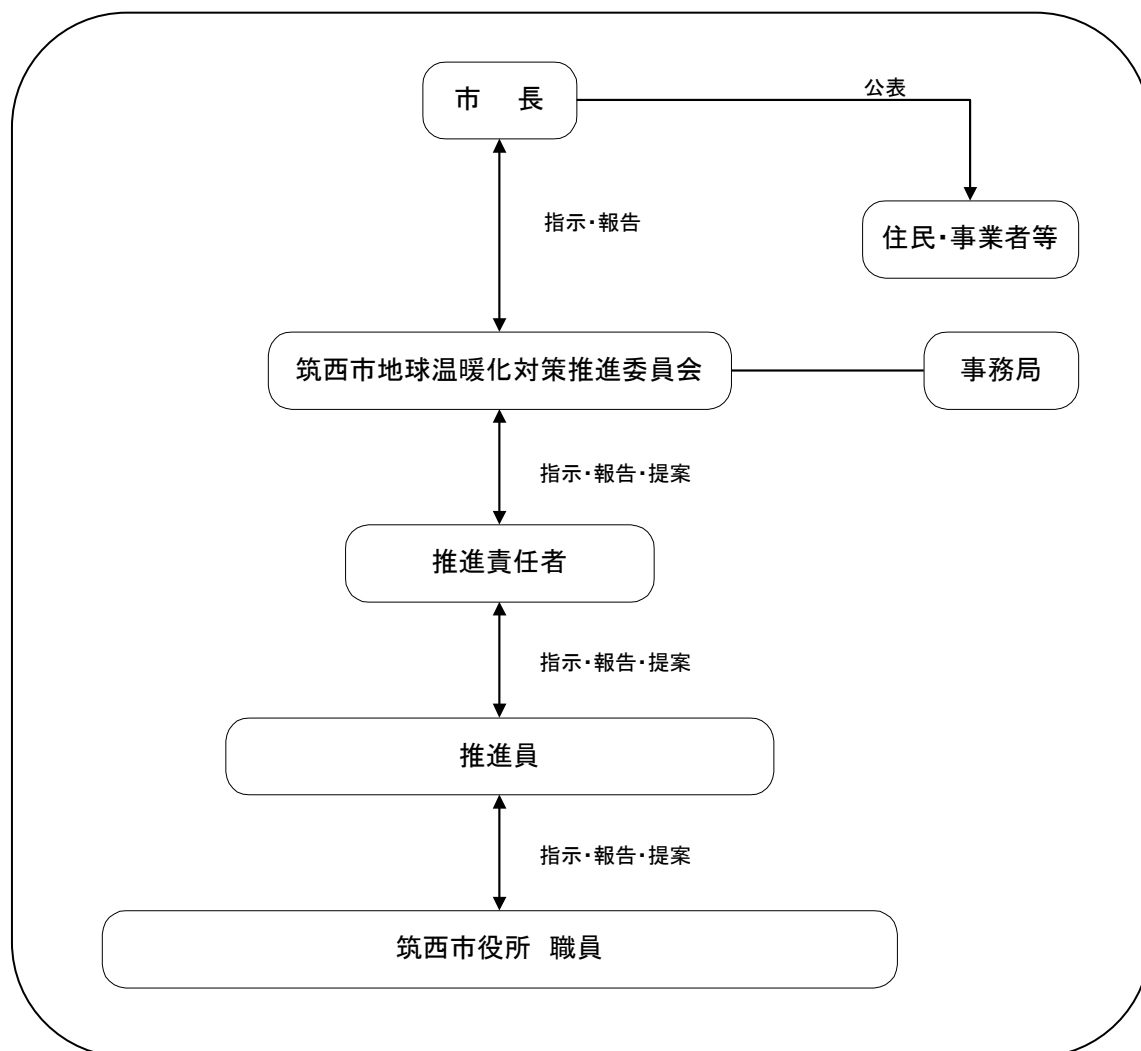 市　長
公表
指示・報告
住民・事業者等
筑西市地球温暖化対策推進委員会
事務局
指示・報告・提案
推進責任者
指示・報告・提案
推進員
指示・報告・提案
筑西市役所　職員